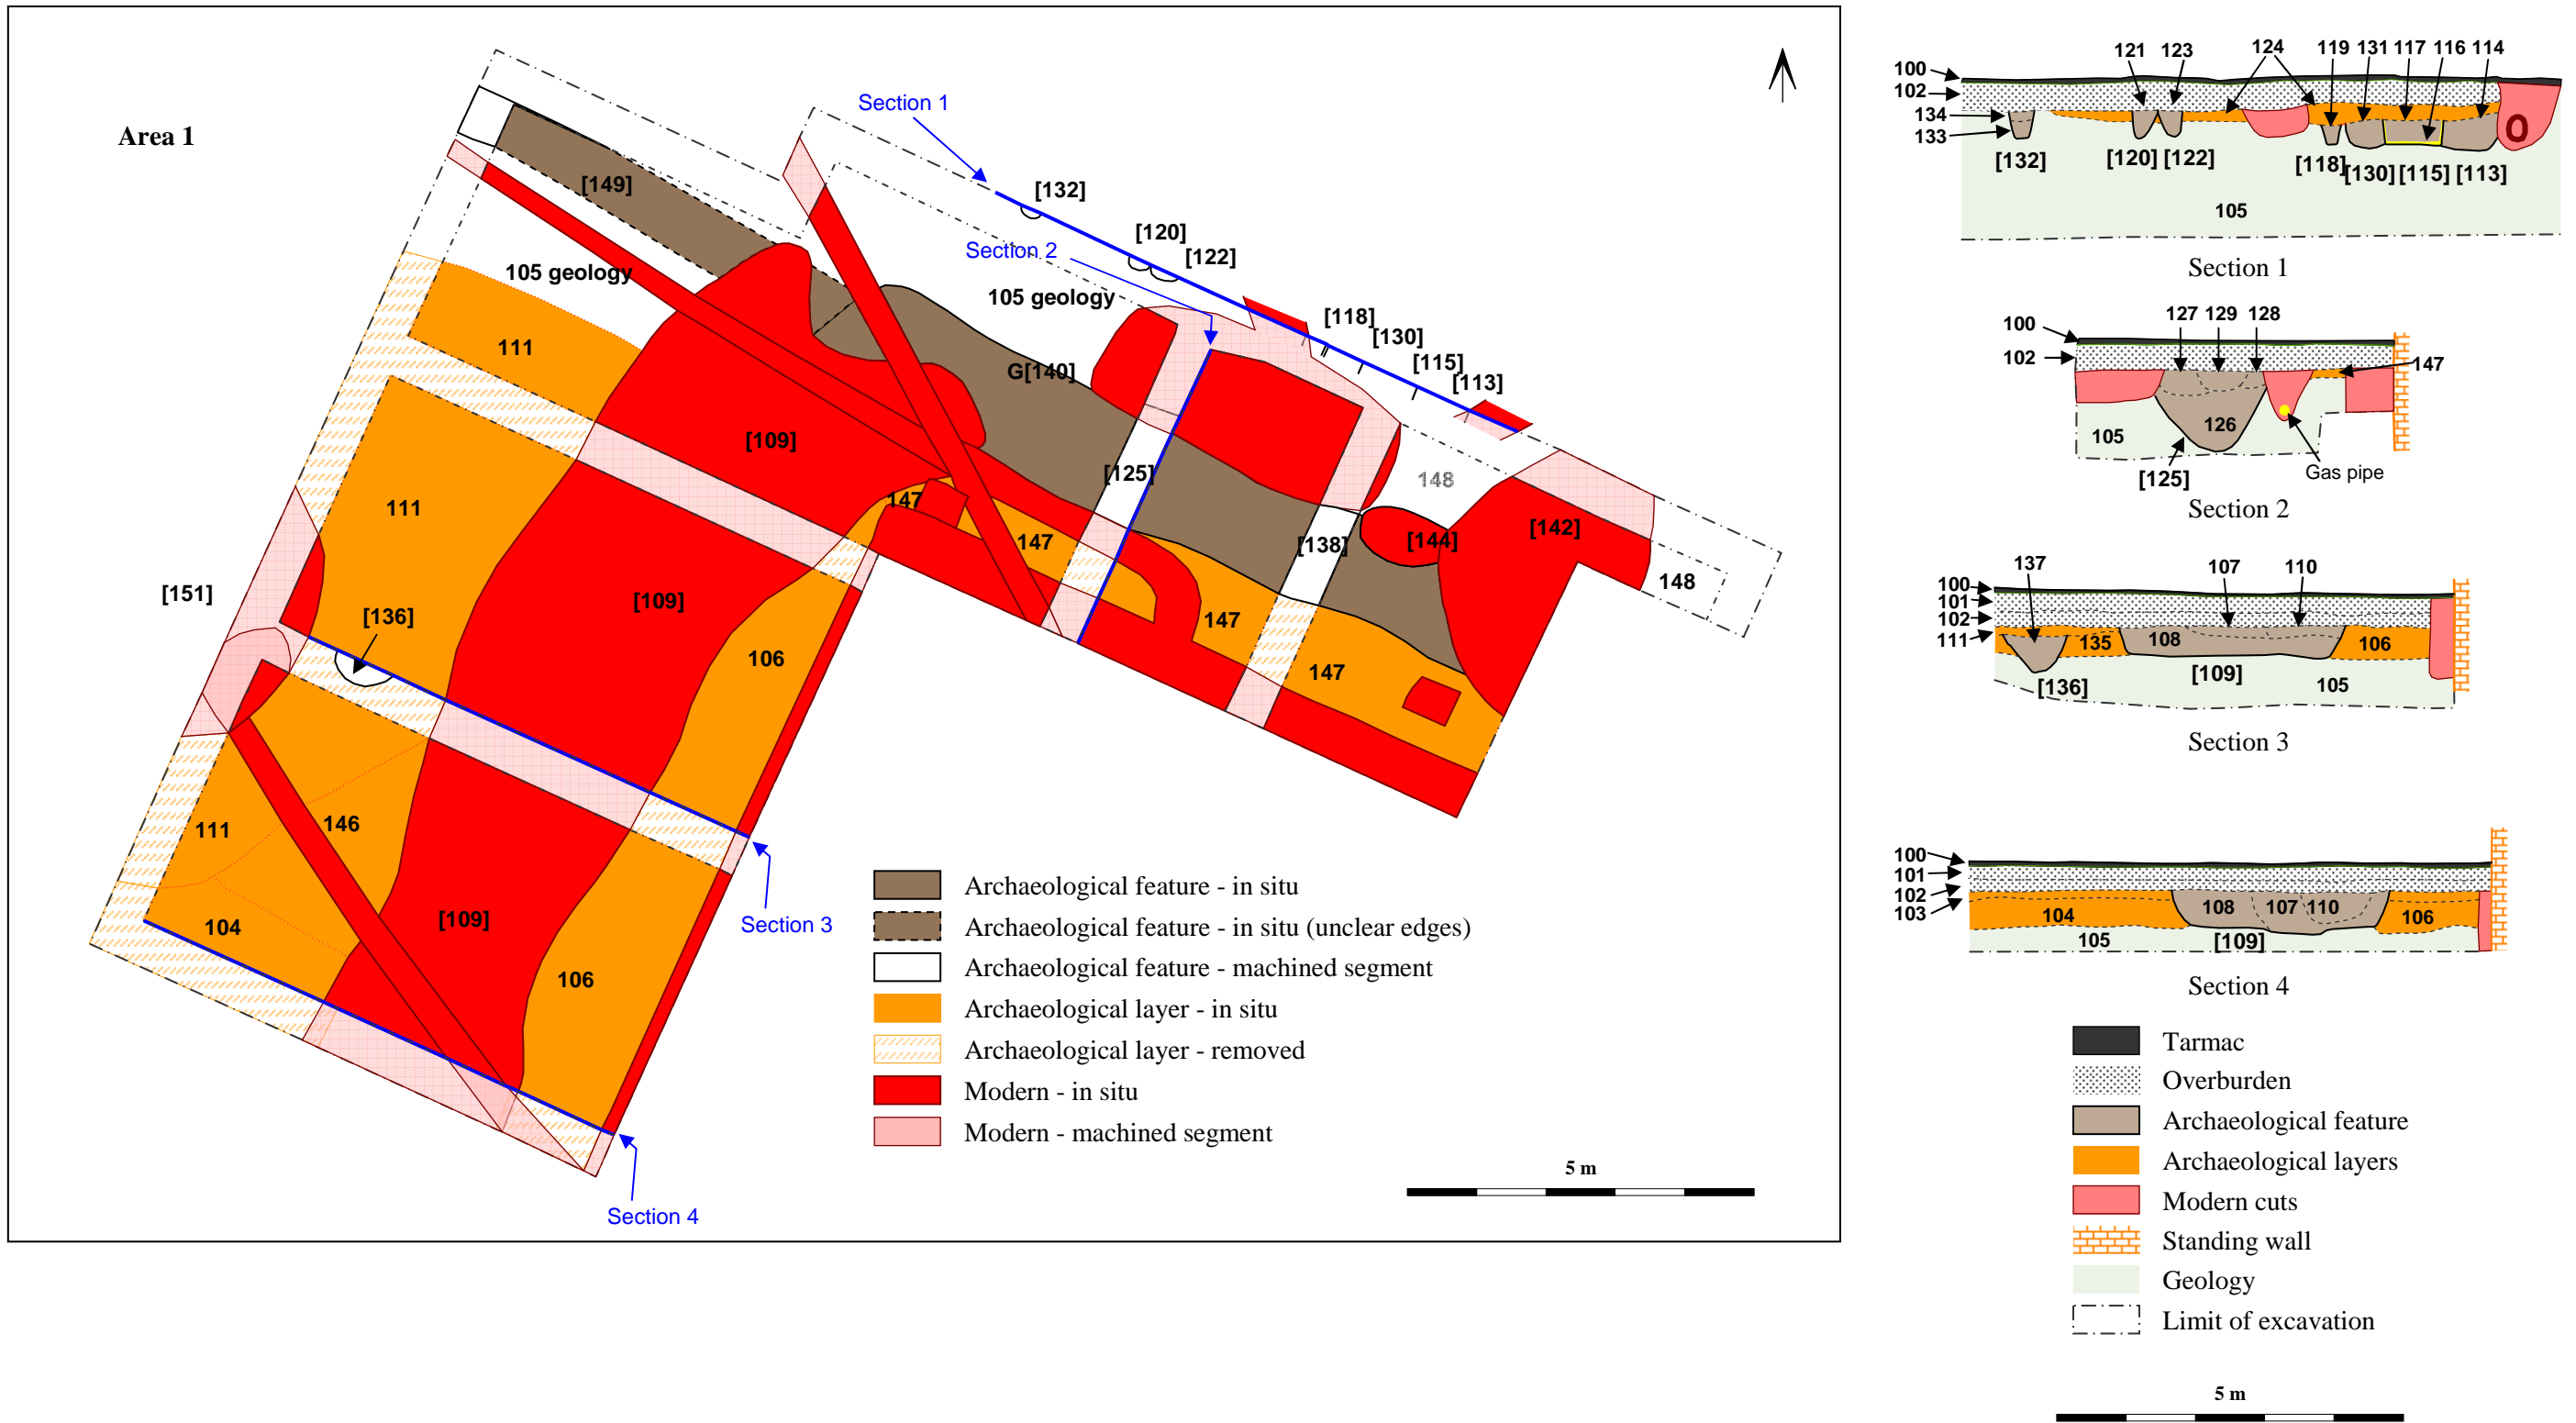 Area 1
Section 1
[132]
[149]
[120]
[122]
Section 2
105 geology
105 geology
[118]
[130]
[115]
[113]
111
G[140]
[109]
[125]
148
147
147
[138]
[144]
[142]
148
111
[151]
[136]
[109]
106
147
147
111
146
104
[109]
106
Section 3
Section 4
Archaeological feature - in situ
Archaeological feature - in situ (unclear edges)
Archaeological feature - machined segment
Archaeological layer - in situ
Archaeological layer - removed
Modern - in situ
Modern - machined segment
5 m
121 123 124 119 131 117 116 114
100
102
134
133
[132] [120] [122] [118] [130] [115] [113]
105
Section 1
127 129 128
100
102
147
126
105
[125]
Gas pipe
Section 2
137 107 110
100
101
102
111
135 108 106
[136] [109] 105
Section 3
100
101
102
103
104 108 107 110 106
105 [109]
Section 4
Tarmac
Overburden
Archaeological feature
Archaeological layers
Modern cuts
Standing wall
Geology
Limit of excavation
5 m